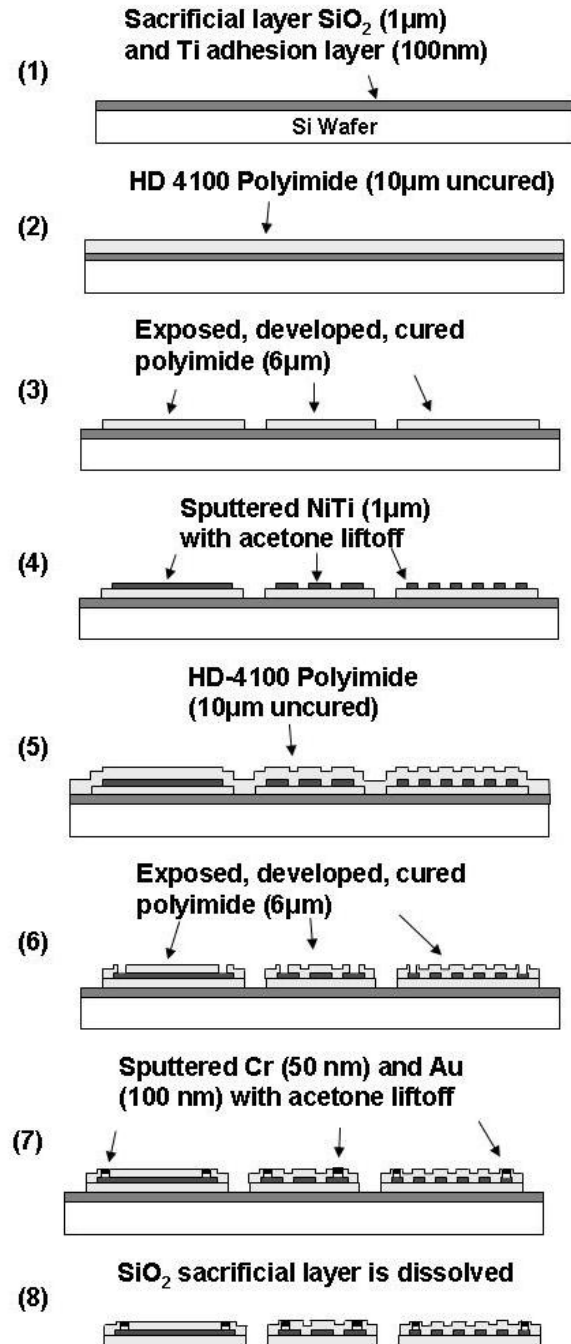 Sacrificial layer SiO₂ (1µm)
and Ti adhesion layer (100nm)
(1)
Si Wafer
HD 4100 Polyimide (10µm uncured)
(2)
Exposed, developed, cured
polyimide (6µm)
(3)
Sputtered NiTi (1µm)
with acetone liftoff
(4)
HD-4100 Polyimide
(10µm uncured)
(5)
Exposed, developed, cured
polyimide (6µm)
(6)
Sputtered Cr (50 nm) and Au
(100 nm) with acetone liftoff
(7)
SiO₂ sacrificial layer is dissolved
(8)